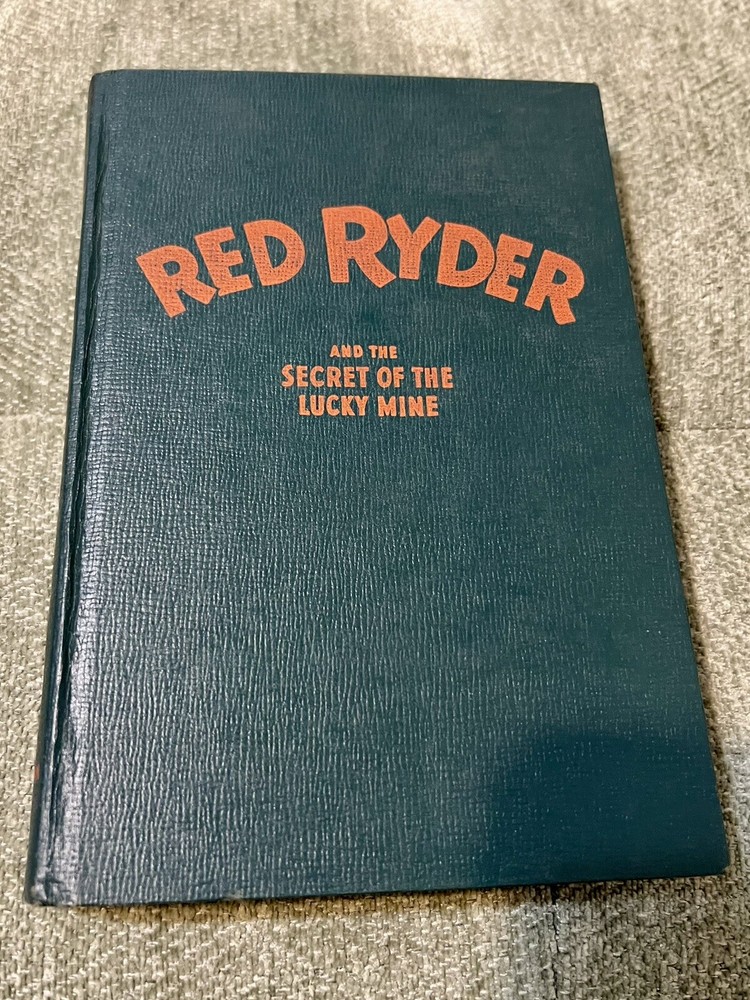 RED RYDER
AND THE
SECRET OF THE
LUCKY MINE